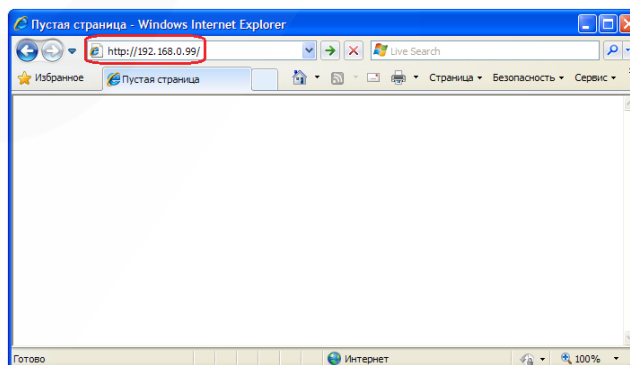 Пустая страница - Windows Internet Explorer
http://192.168.0.99/
Live Search
Избранное
Пустая страница
Страница
Безопасность
Сервис
Готово
Интернет
100%